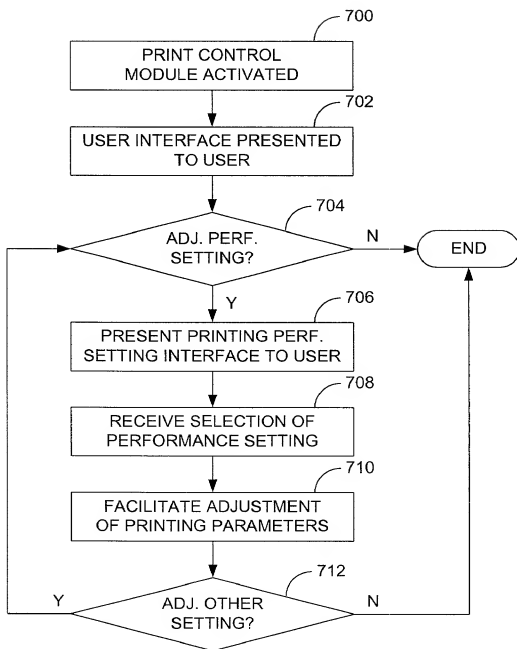 700
PRINT CONTROL
MODULE ACTIVATED
702
USER INTERFACE PRESENTED
TO USER
704
ADJ. PERF.
SETTING?
N
END
Y
706
PRESENT PRINTING PERF.
SETTING INTERFACE TO USER
708
RECEIVE SELECTION OF
PERFORMANCE SETTING
710
FACILITATE ADJUSTMENT
OF PRINTING PARAMETERS
712
Y
ADJ. OTHER
SETTING?
N